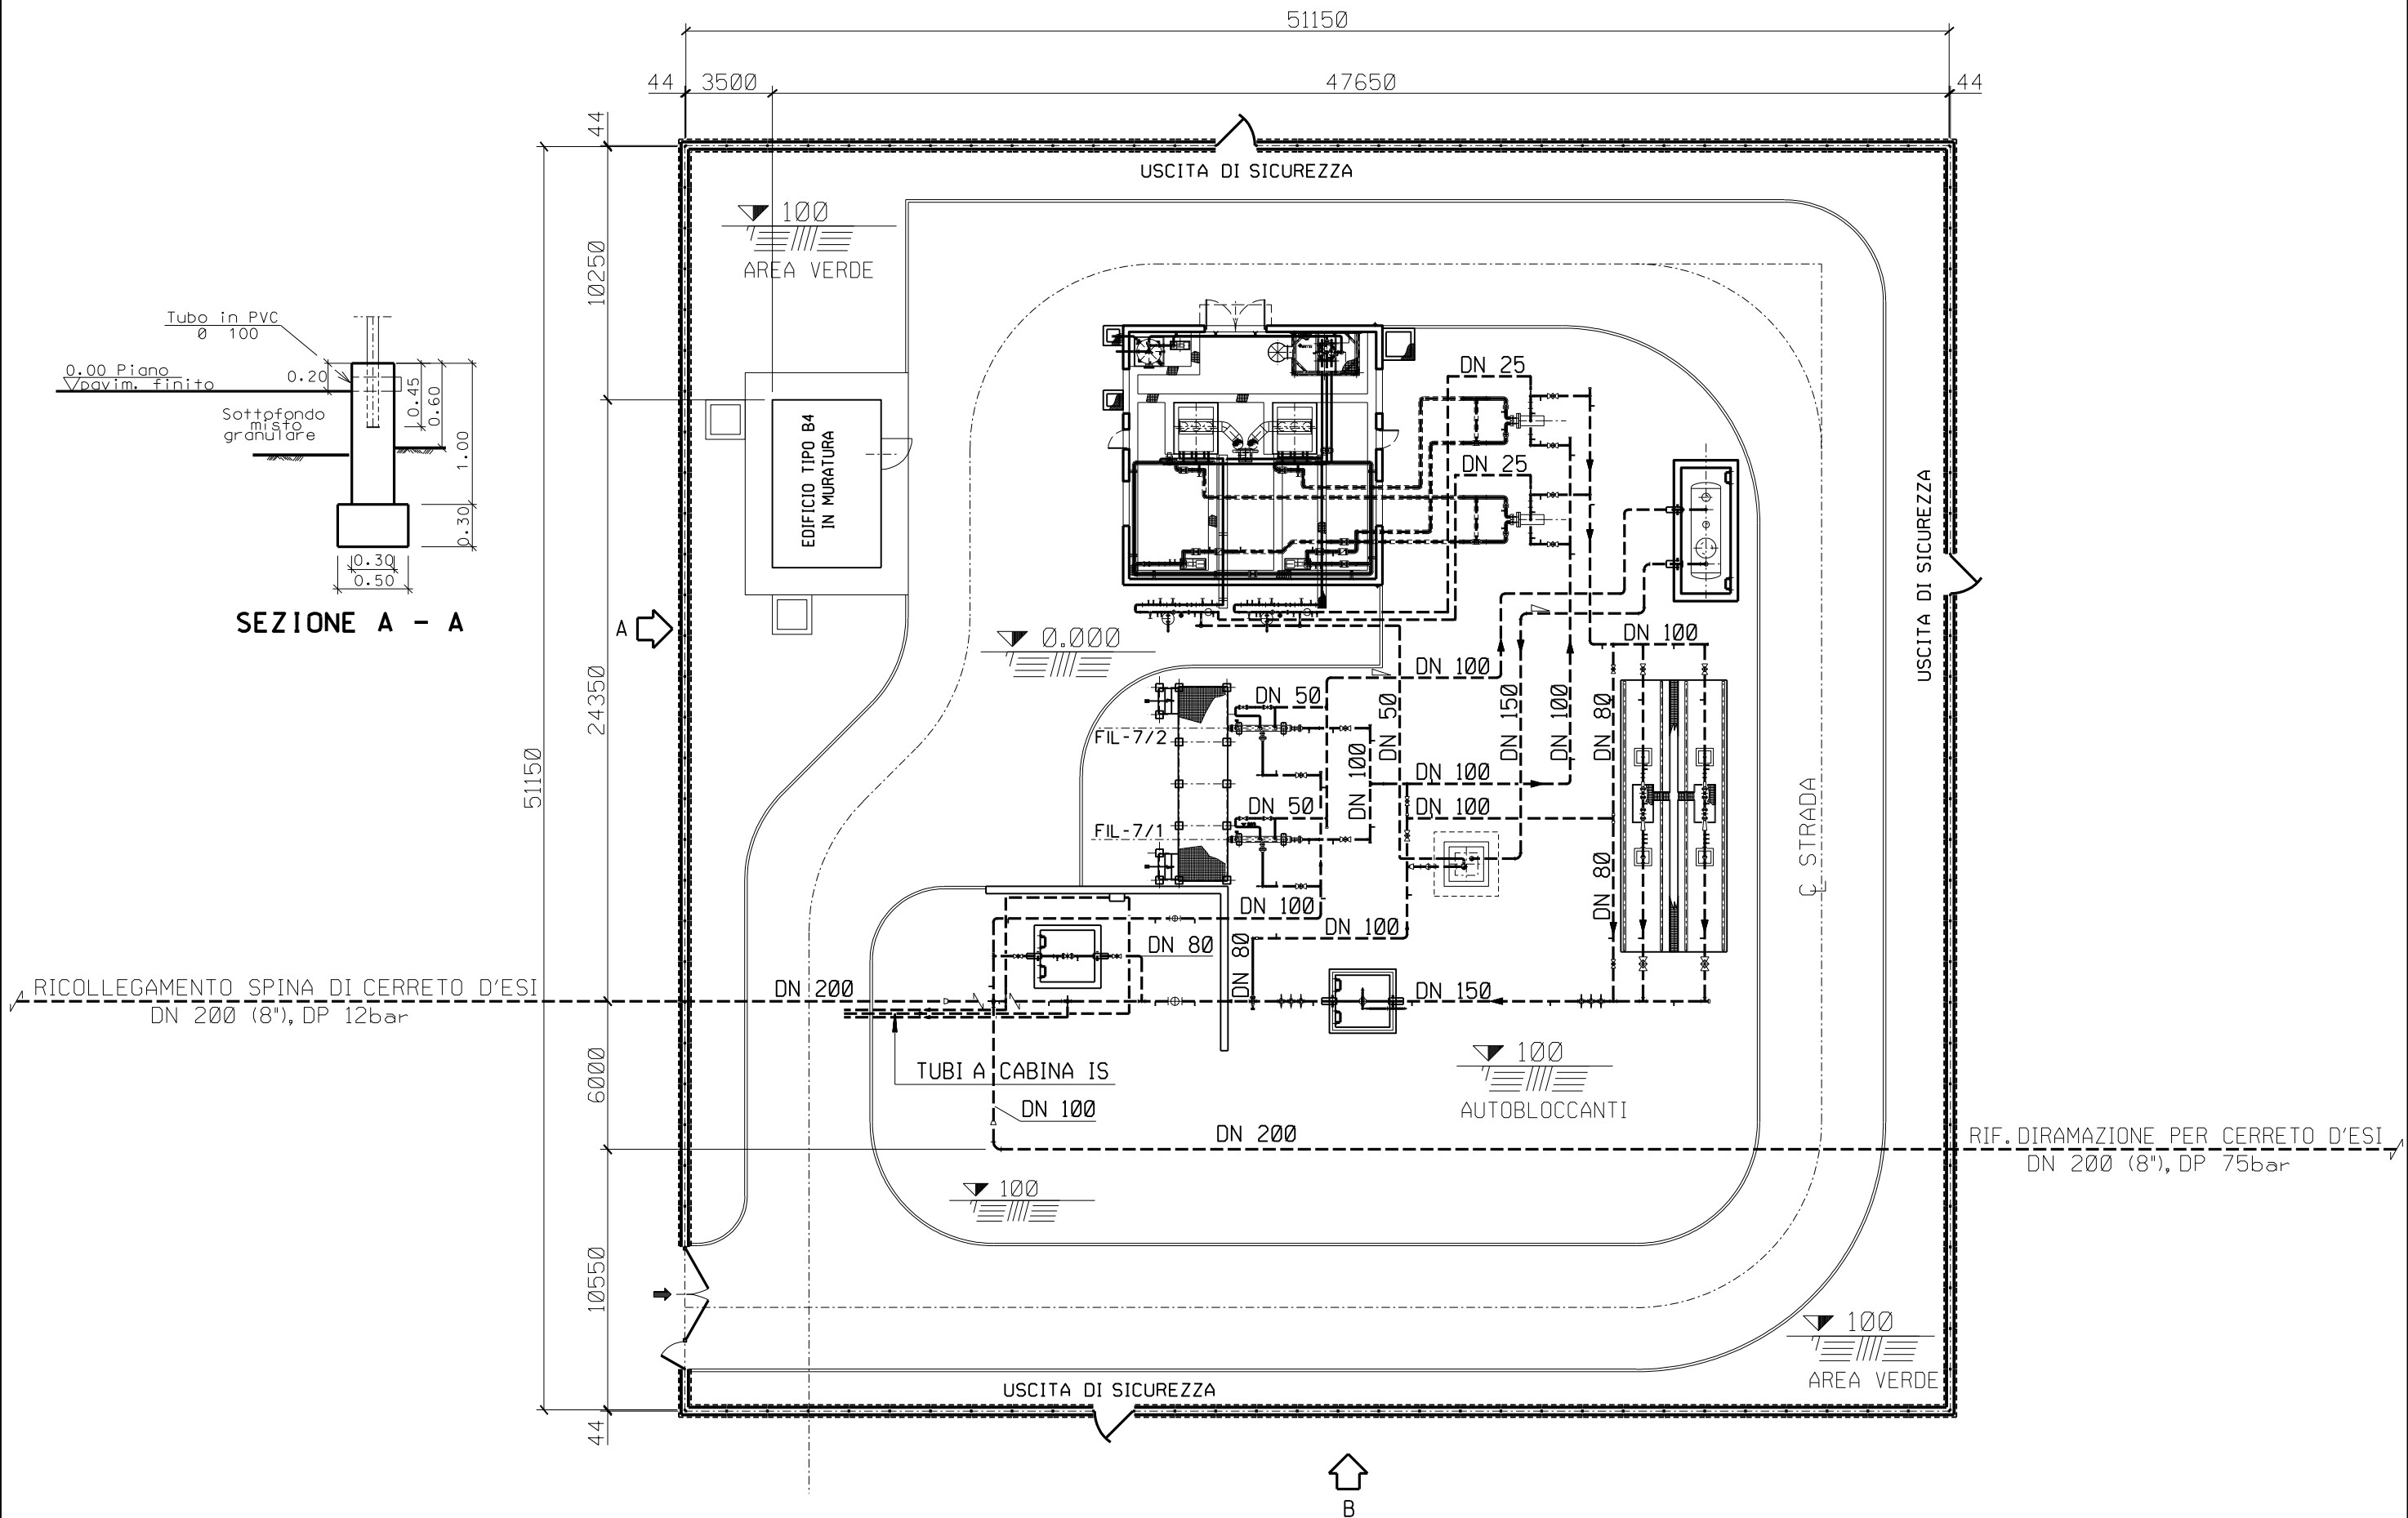 51150
44
3500
47650
44
44
USCITA DI SICUREZZA
100
AREA VERDE
10250
Tubo in PVC
Ø 100
0.00 Piano
pavim. finito
0.20
0.45
0.60
1.00
Sottofondo
misto
granulare
0.30
0.30
0.50
SEZIONE A - A
EDIFICIO TIPO B4
IN MURATURA
DN 25
DN 25
USCITA DI SICUREZZA
A
0.000
DN 100
24350
51150
DN 100
DN 50
DN 50
DN 150
DN 100
DN 80
FIL-7/2
DN 100
DN 100
DN 50
DN 100
FIL-7/1
C STRADA
DN 80
DN 100
DN 100
DN 80
DN 80
RICOLLEGAMENTO SPINA DI CERRETO D'ESI
DN 200 (8"), DP 12bar
DN 200
DN 150
6000
TUBI A CABINA IS
100
AUTOBLOCCANTI
DN 100
DN 200
RIF. DIRAMAZIONE PER CERRETO D'ESI
DN 200 (8"), DP 75bar
100
10550
100
AREA VERDE
USCITA DI SICUREZZA
44
B